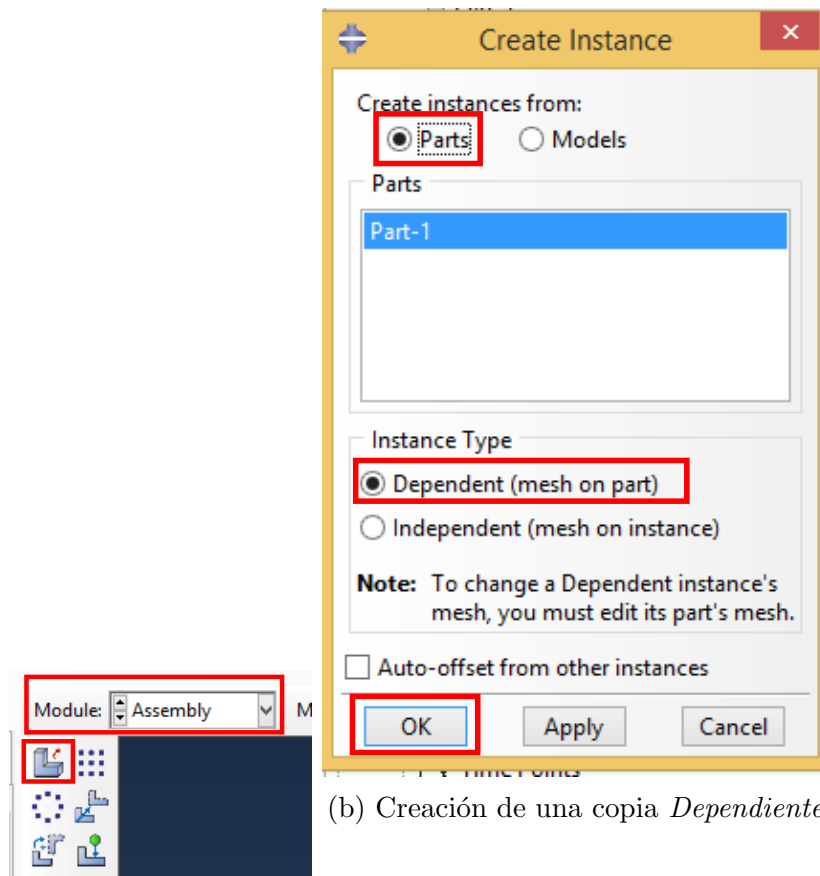 Create Instance
Create instances from:
Parts
Models
Parts
Part-1
Instance Type
Dependent (mesh on part)
Independent (mesh on instance)
Note: To change a Dependent instance's
mesh, you must edit its part's mesh.
Auto-offset from other instances
OK Apply Cancel
(b) Creación de una copia Dependiente
Module: Assembly M